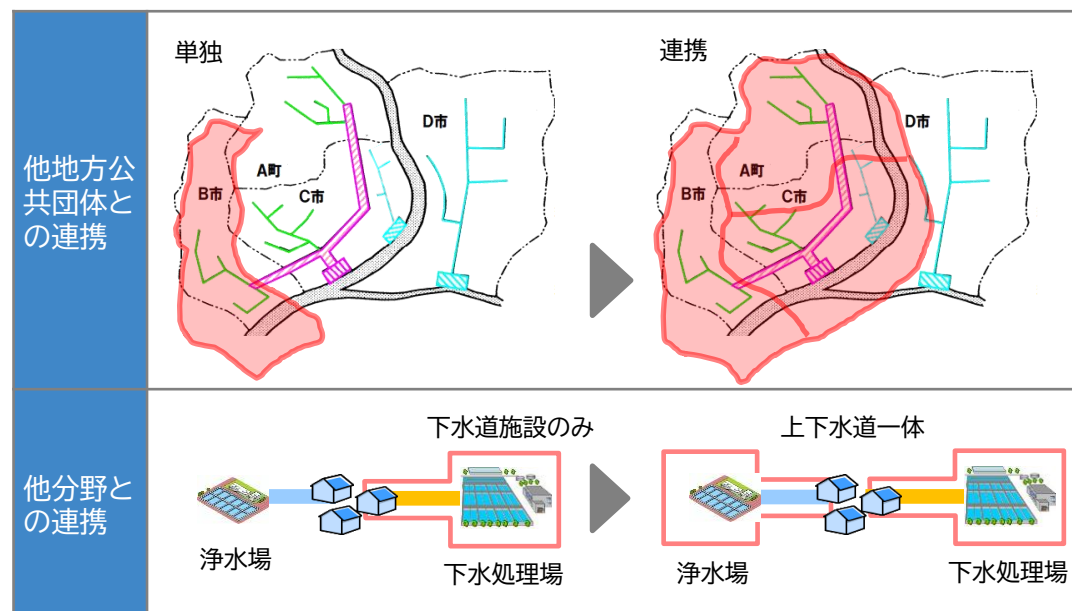 他地方公
共団体と
の連携
単独
A町
B市
C市
D市
連携
A町
B市
C市
D市
他分野と
の連携
下水道施設のみ
浄水場
下水処理場
上下水道一体
浄水場
下水処理場